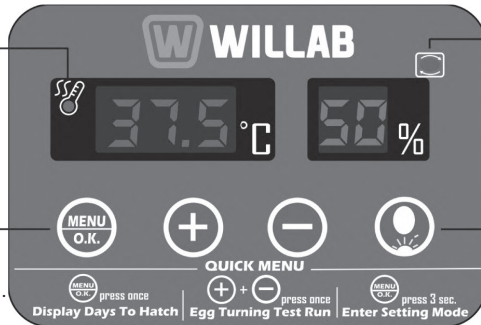 W WILLAB
37.5 °C 50 %
MENU
O.K.
+ −
QUICK MENU
MENU O.K. press once + + − press once MENU O.K. press 3 sec.
Display Days To Hatch Egg Turning Test Run Enter Setting Mode